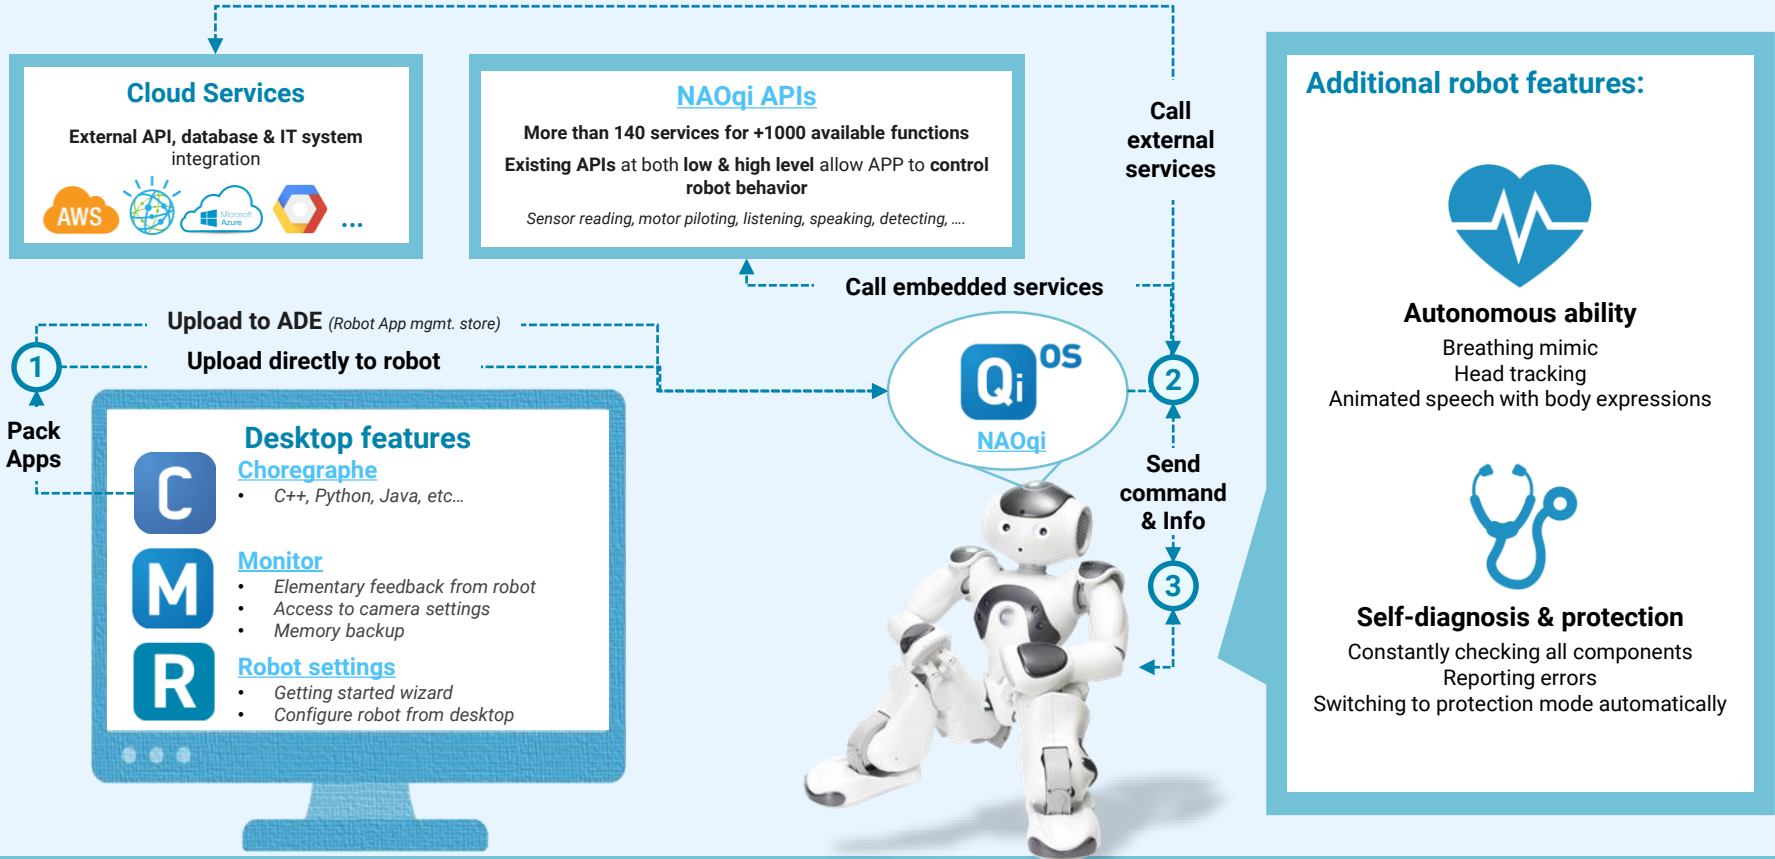 Cloud Services
External API, database & IT system
integration
AWS
Microsoft
Azure
...
NAOqi APIs
More than 140 services for +1000 available functions
Existing APIs at both low & high level allow APP to control
robot behavior
Sensor reading, motor piloting, listening, speaking, detecting, ....
Call
external
services
Call embedded services
Upload to ADE (Robot App mgmt. store)
1
Upload directly to robot
Pack
Apps
Desktop features
C
Choregraphe
• C++, Python, Java, etc...
M
Monitor
• Elementary feedback from robot
• Access to camera settings
• Memory backup
R
Robot settings
• Getting started wizard
• Configure robot from desktop
Qi OS
NAOqi
2
Send
command
& Info
3
Additional robot features:
Autonomous ability
Breathing mimic
Head tracking
Animated speech with body expressions
Self-diagnosis & protection
Constantly checking all components
Reporting errors
Switching to protection mode automatically